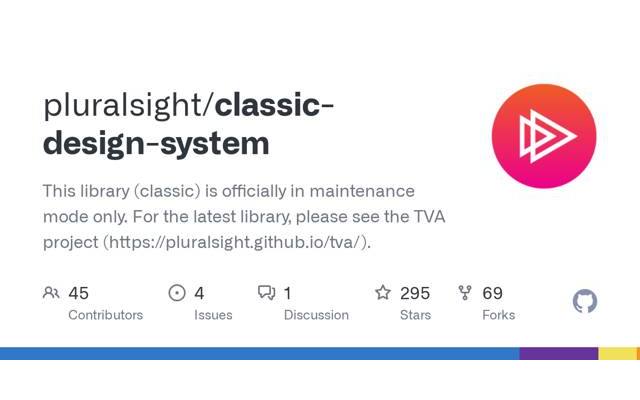 pluralsight/classic-
design-system
This library (classic) is officially in maintenance
mode only. For the latest library, please see the TVA
project (https://pluralsight.github.io/tva/).
45 4 1 295 69
Contributors Issues Discussion Stars Forks